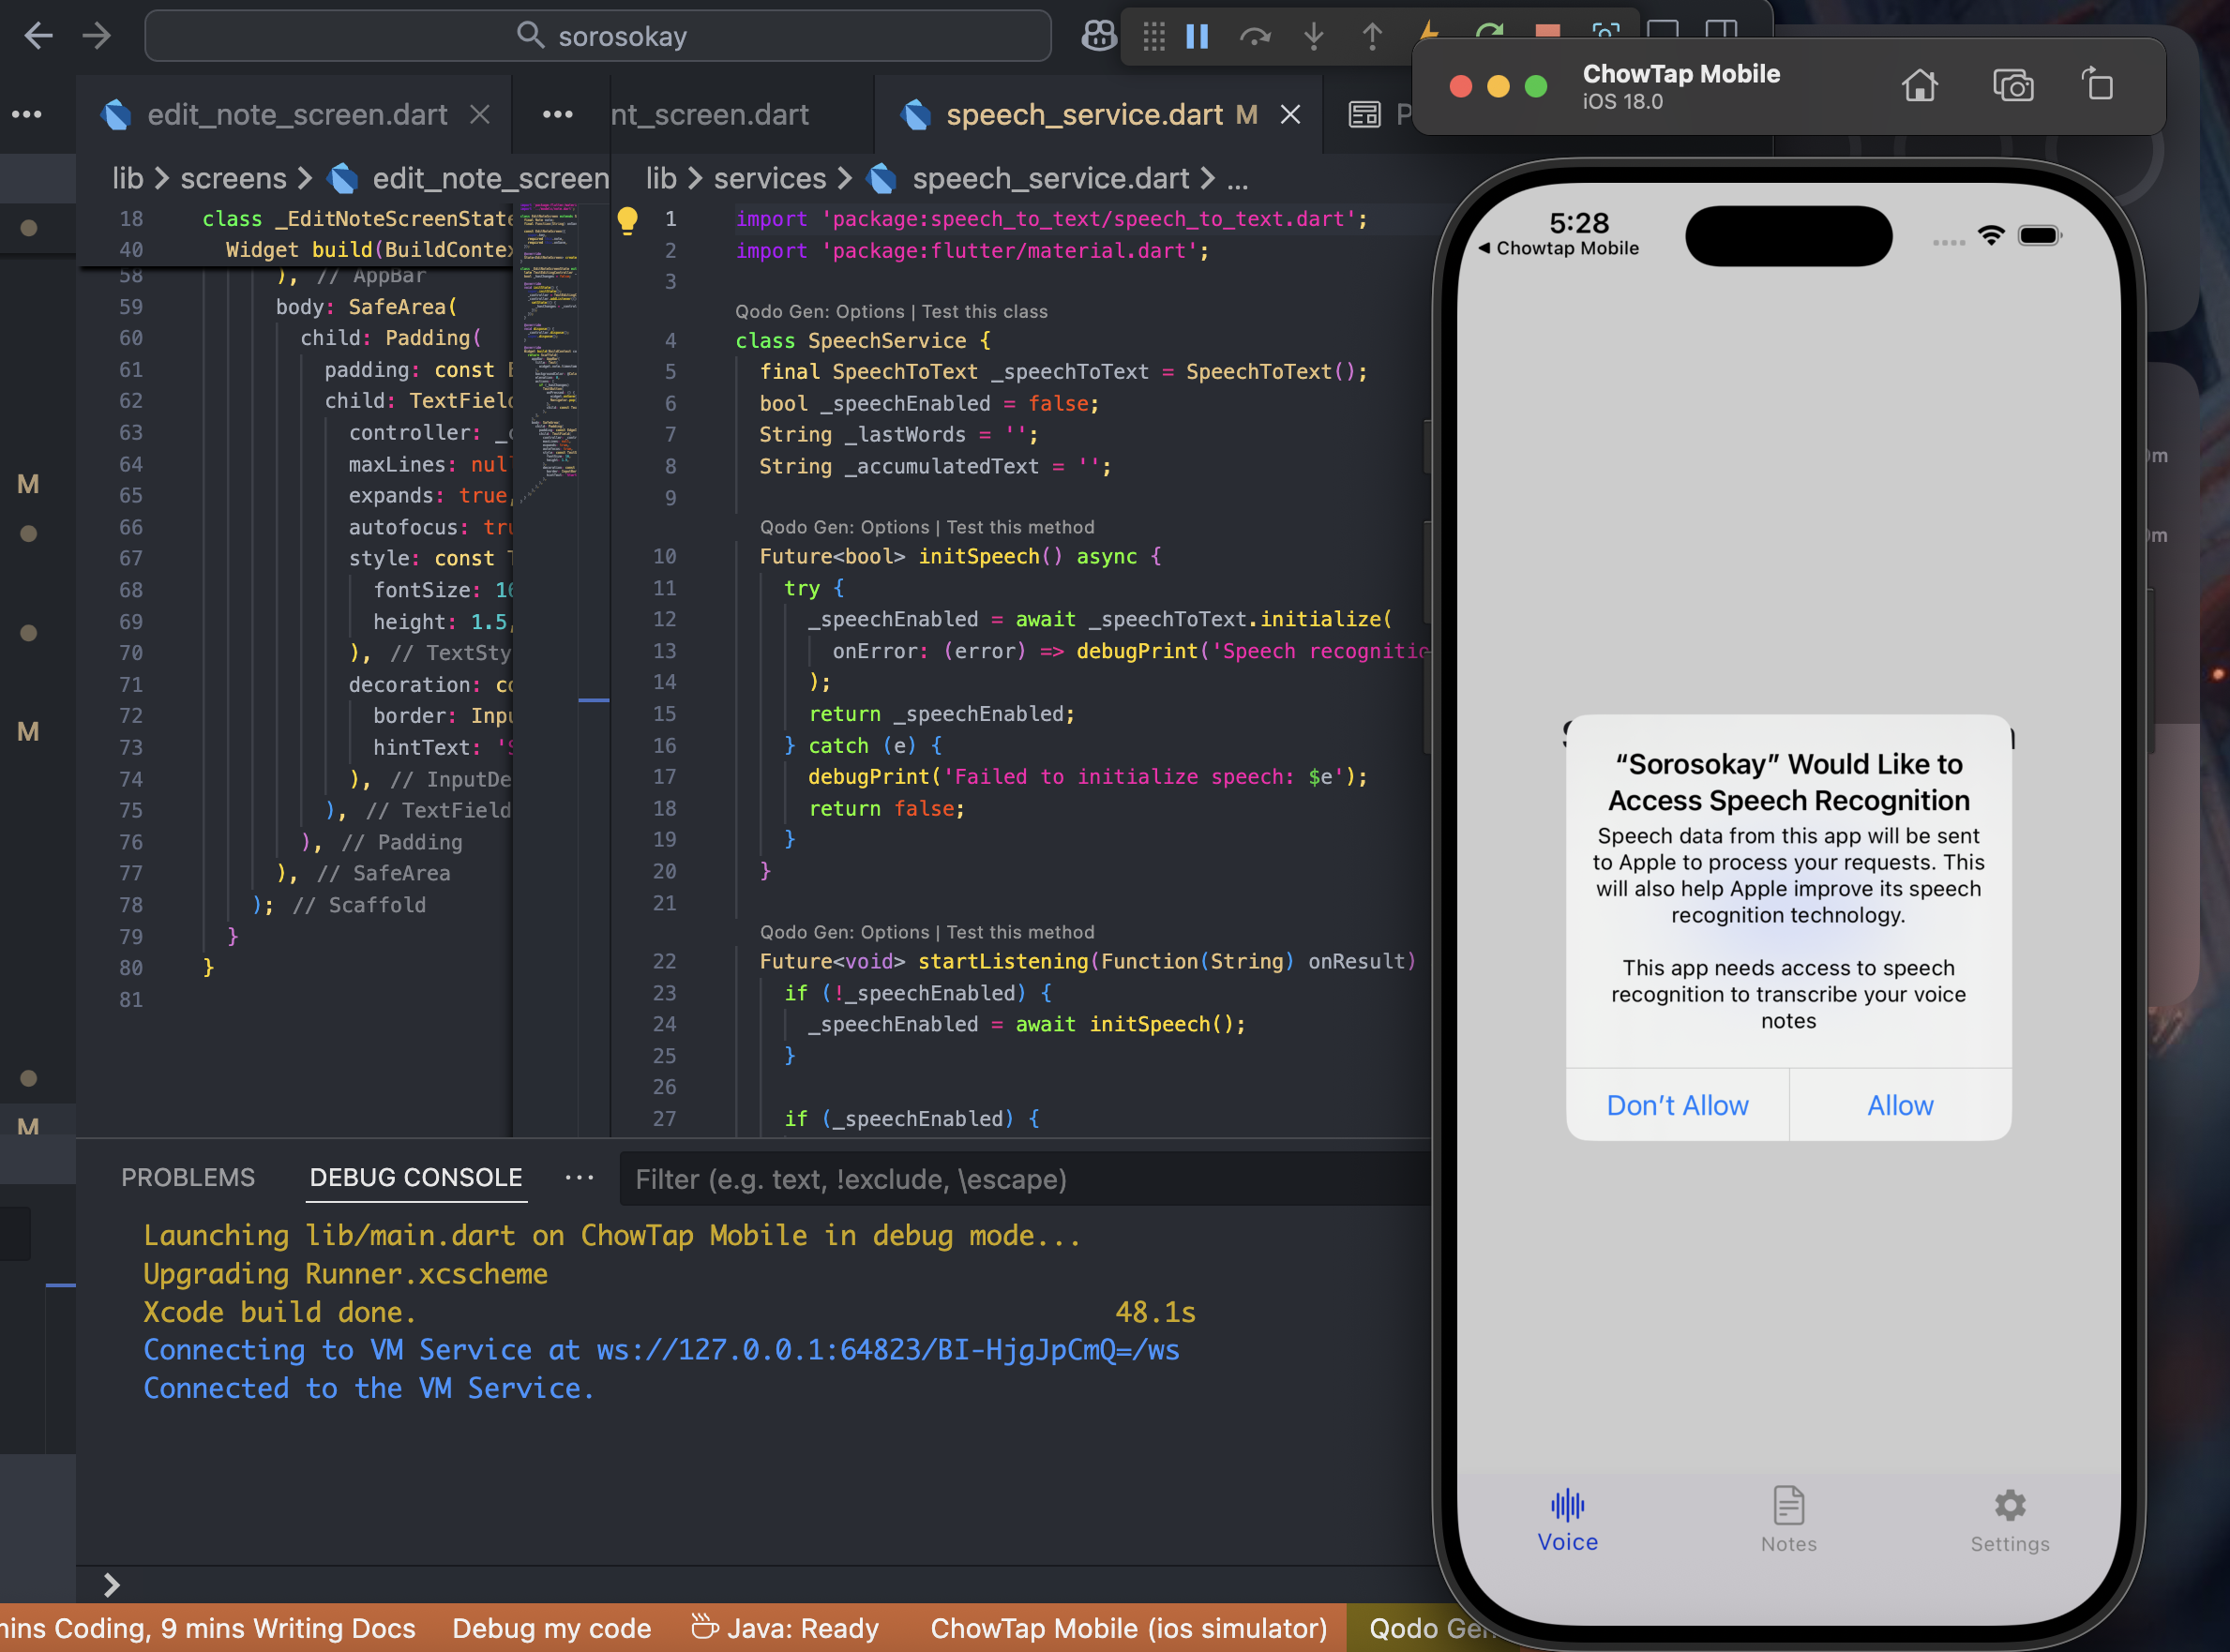 sorosokay
edit_note_screen.dart
lib > screens > edit_note_screen
18 class _EditNoteScreenState
40 Widget build(BuildContex
58 ), // AppBar
59 body: SafeArea(
60 child: Padding(
61 padding: const
62 child: TextField
63 controller:
64 maxLines: null
65 expands: true,
66 autofocus: tru
67 style: const
68 fontSize: 16
69 height: 1.5,
70 ), // TextSty
71 decoration: co
72 border: Inpu
73 hintText: 'S
74 ), // InputDe
75 ), // TextField
76 ), // Padding
77 ), // SafeArea
78 ); // Scaffold
79 }
80 }
81
nt_screen.dart
speech_service.dart M
lib > services > speech_service.dart > ...
1 import 'package:speech_to_text/speech_to_text.dart';
2 import 'package:flutter/material.dart';
3
Qodo Gen: Options | Test this class
4 class SpeechService {
5 final SpeechToText _speechToText = SpeechToText();
6 bool _speechEnabled = false;
7 String _lastWords = '';
8 String _accumulatedText = '';
9
Qodo Gen: Options | Test this method
10 Future<bool> initSpeech() async {
11 try {
12 _speechEnabled = await _speechToText.initialize(
13 onError: (error) => debugPrint('Speech recognitio
14 );
15 return _speechEnabled;
16 } catch (e) {
17 debugPrint('Failed to initialize speech: $e');
18 return false;
19 }
20 }
21
Qodo Gen: Options | Test this method
22 Future<void> startListening(Function(String) onResult)
23 if (!_speechEnabled) {
24 _speechEnabled = await initSpeech();
25 }
26
27 if (_speechEnabled) {
M
M
M
PROBLEMS DEBUG CONSOLE ... Filter (e.g. text, !exclude, \escape)
Launching lib/main.dart on ChowTap Mobile in debug mode...
Upgrading Runner.xcscheme
Xcode build done. 48.1s
Connecting to VM Service at ws://127.0.0.1:64823/BI-HjgJpCmQ=/ws
Connected to the VM Service.
mins Coding, 9 mins Writing Docs Debug my code Java: Ready ChowTap Mobile (ios simulator) Qodo Gen
ChowTap Mobile
iOS 18.0
5:28
◀ Chowtap Mobile
“Sorosokay” Would Like to
Access Speech Recognition
Speech data from this app will be sent
to Apple to process your requests. This
will also help Apple improve its speech
recognition technology.
This app needs access to speech
recognition to transcribe your voice
notes
Don’t Allow Allow
Voice Notes Settings